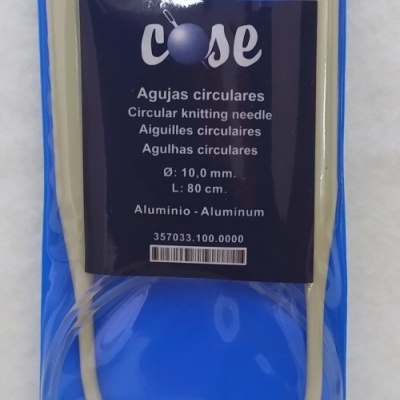 cose
Agujas circulares
Circular knitting needle
Aiguilles circulaires
Agulhas circulares
Ø: 10,0 mm.
L: 80 cm.
Aluminio - Aluminum
357033.100.0000